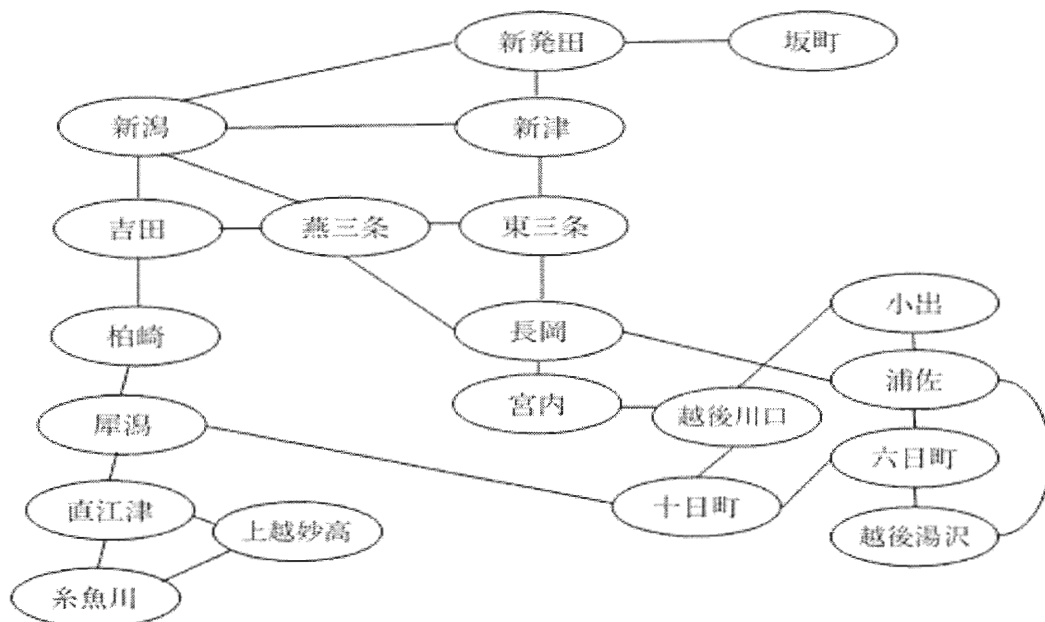 新発田
坂町
新潟
新津
吉田
燕三条
東三条
小出
柏崎
長岡
浦佐
宮内
越後川口
犀潟
六日町
直江津
十日町
上越妙高
越後湯沢
糸魚川